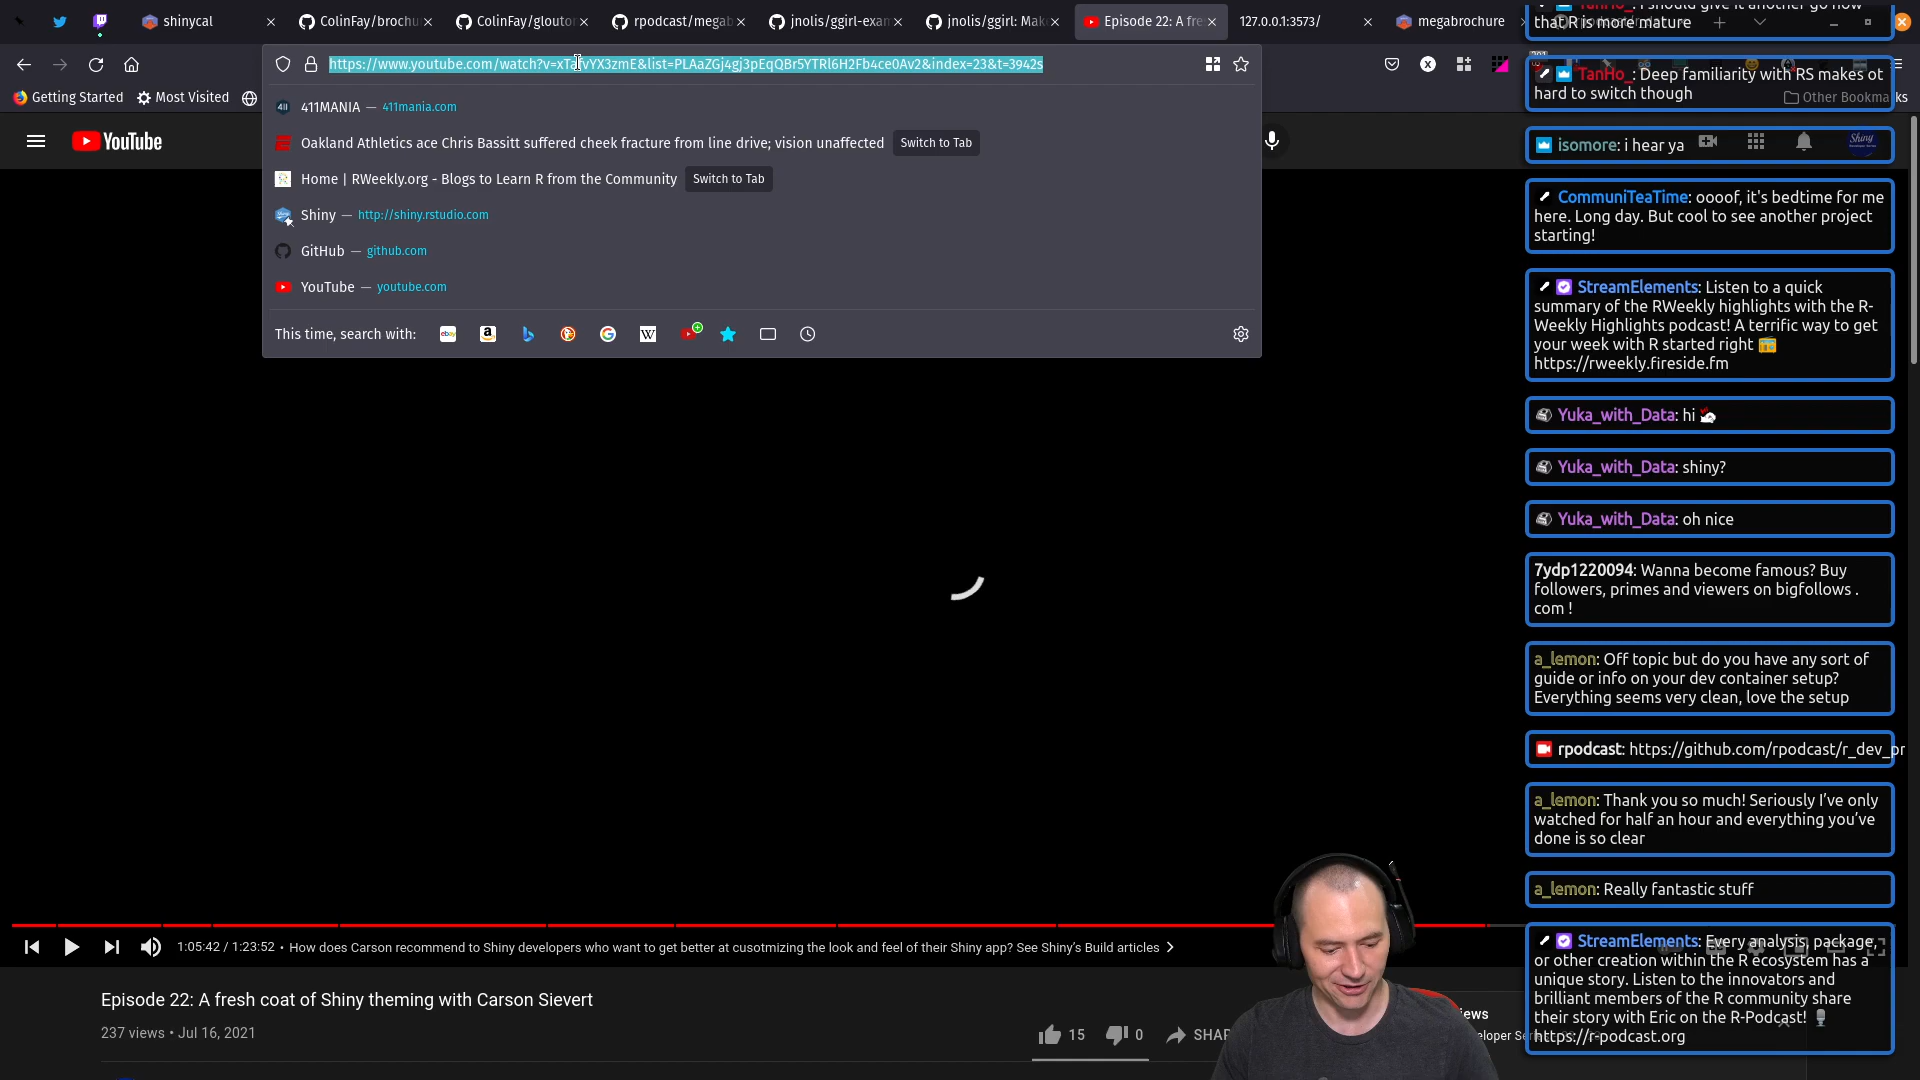 shinycal
ColinFay/brochu
ColinFay/glouto
rpodcast/megab
jnolis/ggirl-exam
jnolis/ggirl: Mak
Episode 22: A fre
127.0.0.1:3573/
megabrochure
that R is more mature
https://www.youtube.com/watch?v=
&list=PLAaZGj4gj3pEqQBr5YTRl6H2Fb4ce0Av2&index=23&t=3942s
Getting Started
Most Visited
Other Bookma
ks
TanHo_: Deep familiarity with RS makes ot
hard to switch though
YouTube
411MANIA — 411mania.com
Oakland Athletics ace Chris Bassitt suffered cheek fracture from line drive; vision unaffected
Switch to Tab
Home | RWeekly.org - Blogs to Learn R from the Community
Switch to Tab
Shiny — http://shiny.rstudio.com
GitHub — github.com
YouTube — youtube.com
This time, search with:
isomore: i hear ya
Shiny
CommuniTeaTime: oooof, it's bedtime for me
here. Long day. But cool to see another project
starting!
StreamElements: Listen to a quick
summary of the RWeekly highlights with the R-
Weekly Highlights podcast! A terrific way to get
your week with R started right
https://rweekly.fireside.fm
Yuka_with_Data: hi
Yuka_with_Data: shiny?
Yuka_with_Data: oh nice
7ydp1220094: Wanna become famous? Buy
followers, primes and viewers on bigfollows .
com !
a_lemon: Off topic but do you have any sort of
guide or info on your dev container setup?
Everything seems very clean, love the setup
rpodcast: https://github.com/rpodcast/r_dev_pr
a_lemon: Thank you so much! Seriously I've only
watched for half an hour and everything you've
done is so clear
a_lemon: Really fantastic stuff
StreamElements: Every analysis, package,
or other creation within the R ecosystem has a
unique story. Listen to the innovators and
brilliant members of the R community share
their story with Eric on the R-Podcast!
https://r-podcast.org
1:05:42 / 1:23:52 • How does Carson recommend to Shiny developers who want to get better at cusotmizing the look and feel of their Shiny app? See Shiny's Build articles
Episode 22: A fresh coat of Shiny theming with Carson Sievert
237 views • Jul 16, 2021
15
0
SHAR
iews
eloper Ser